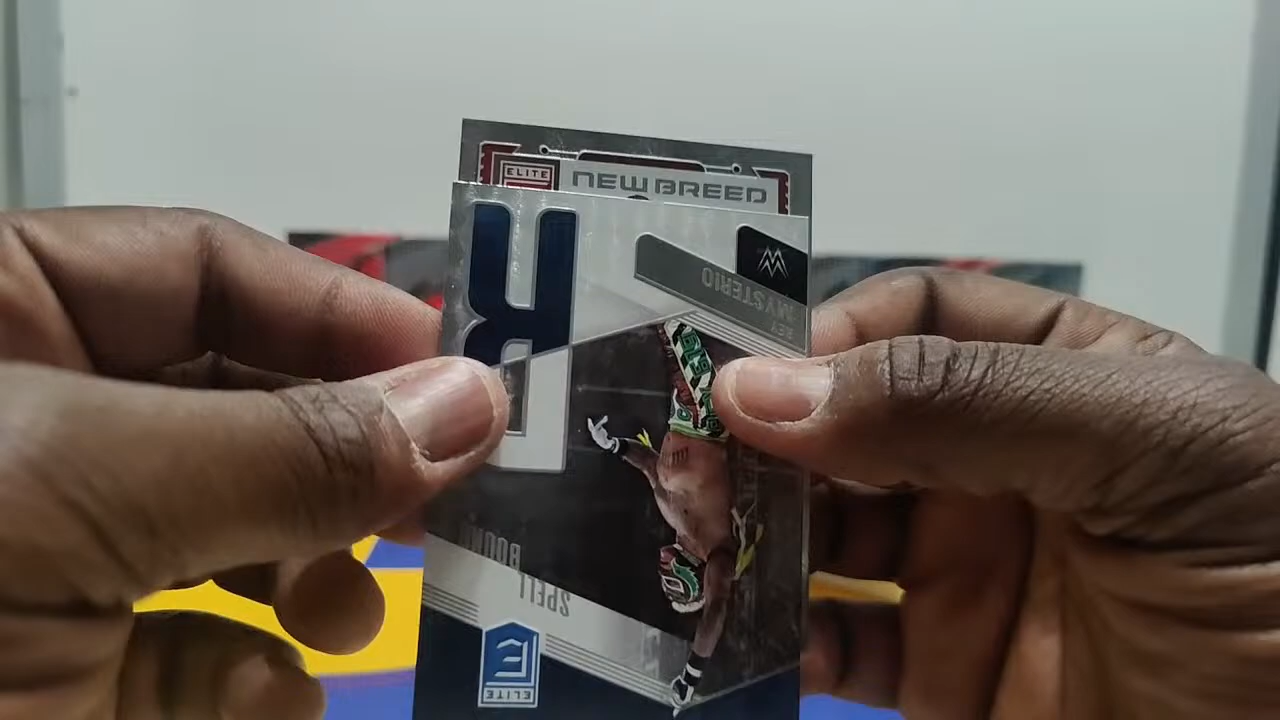 ELITE
NEW BREED
R
REY
MYSTERIO
SPELL
BOUND
ELITE